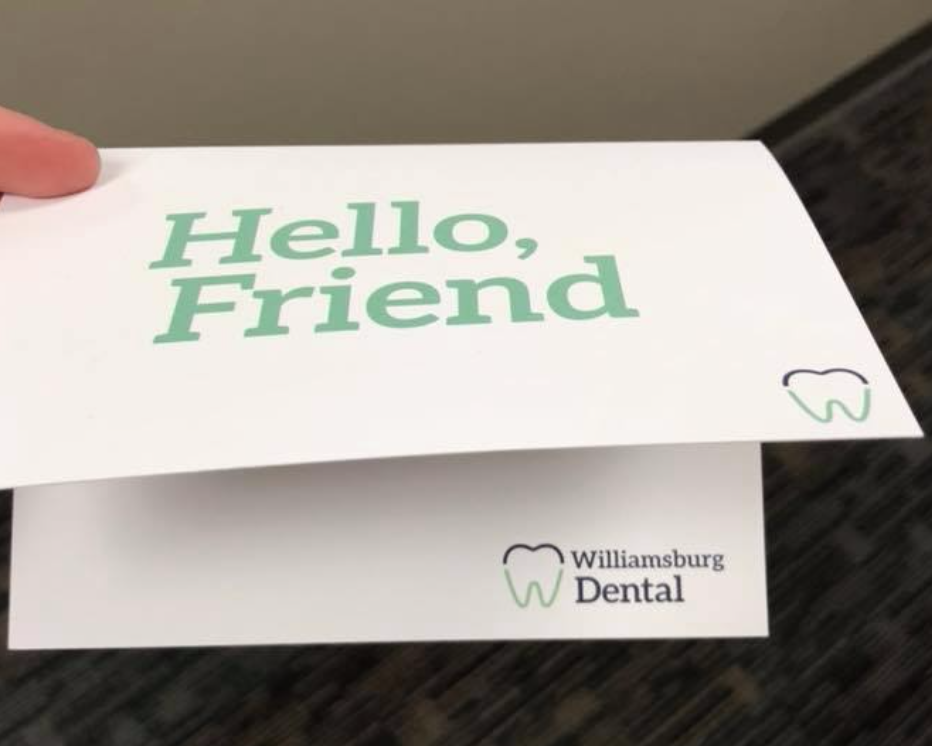 Hello,
Friend
Williamsburg
Dental